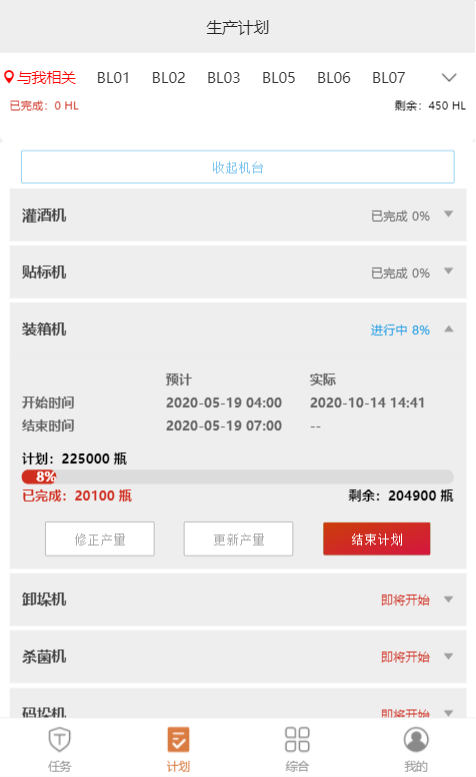 生产计划
与我相关 BL01 BL02 BL03 BL05 BL06 BL07
已完成：0 HL 剩余：450 HL
收起机台
灌酒机 已完成 0%
贴标机 已完成 0%
装箱机 进行中 8%
预计 实际
开始时间 2020-05-19 04:00 2020-10-14 14:41
结束时间 2020-05-19 07:00 --
计划：225000 瓶
8%
已完成：20100 瓶 剩余：204900 瓶
修正产量 更新产量 结束计划
卸垛机 即将开始
杀菌机 即将开始
码垛机 即将开始
任务 计划 综合 我的